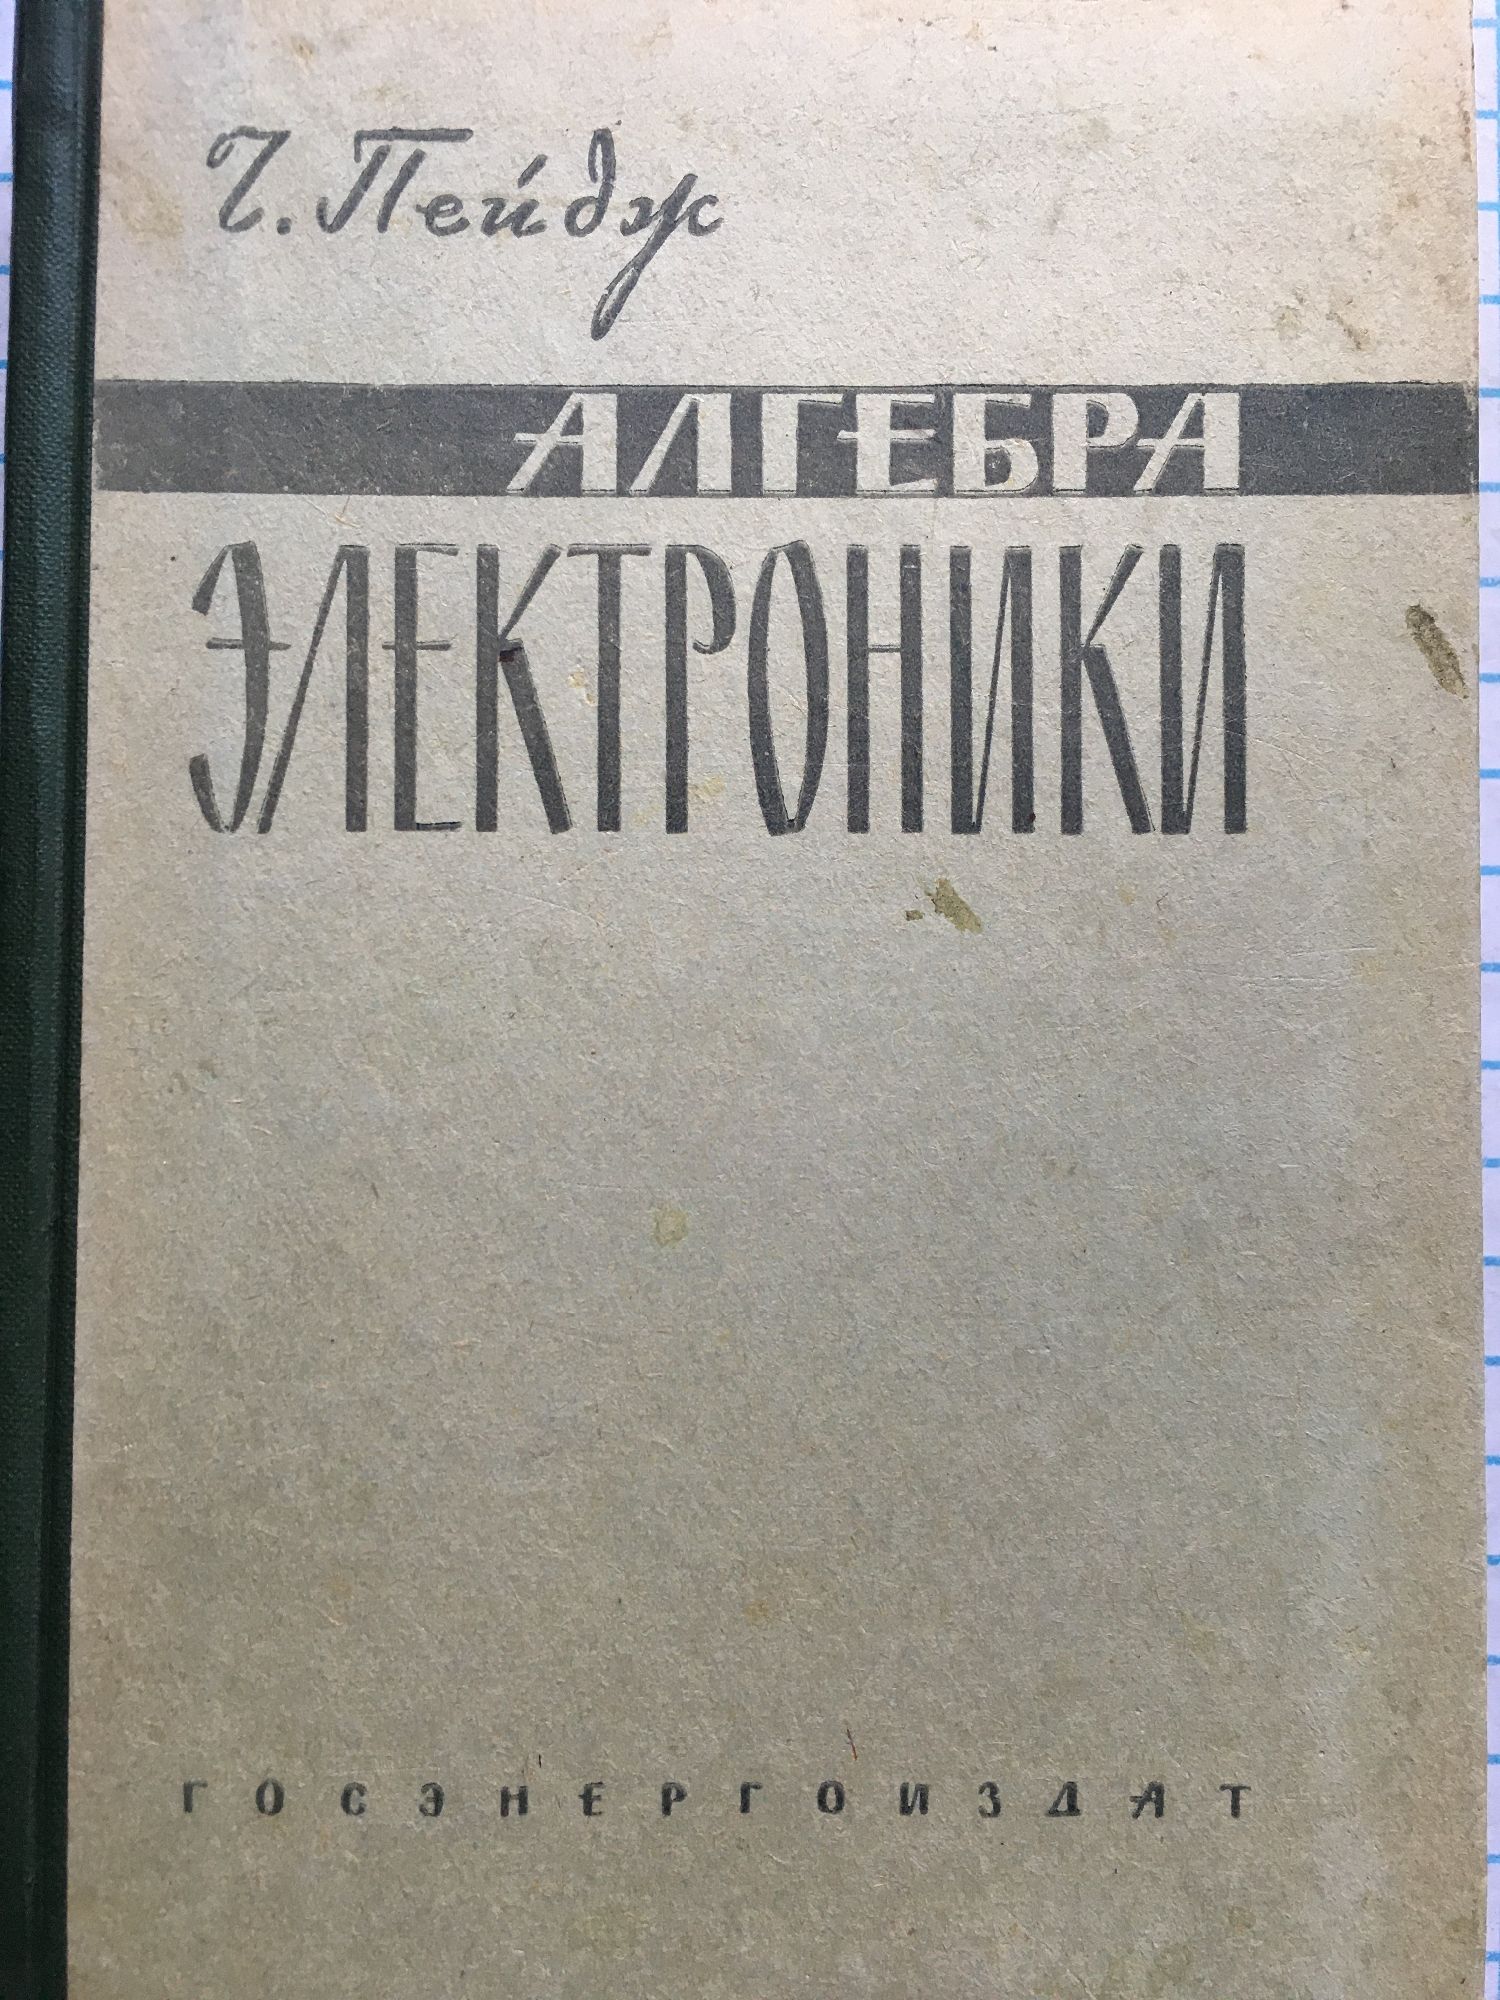 Ч. Пейдж
АЛГЕБРА
ЭЛЕКТРОНИКИ
ГОСЭНЕРГОИЗДАТ